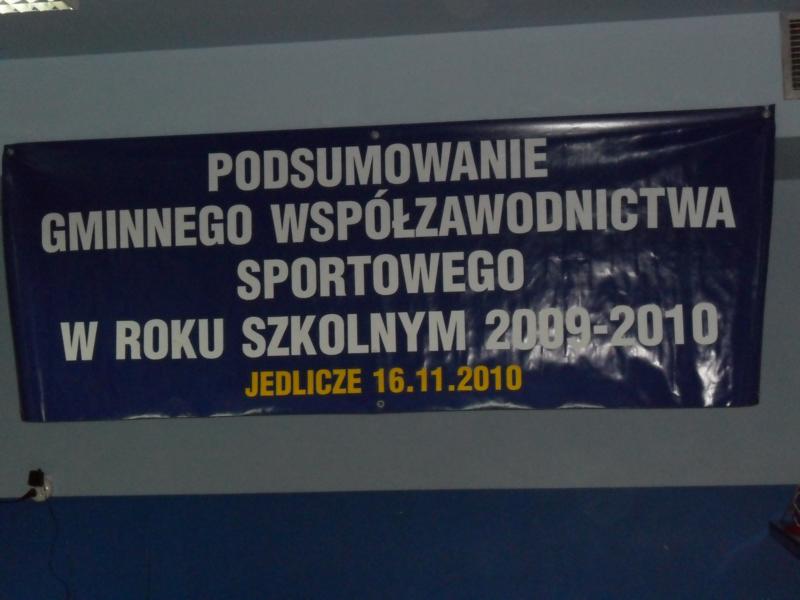 PODSUMOWANIE
GMINNEGO WSPÓŁZAWODNICTWA
SPORTOWEGO
W ROKU SZKOLNYM 2009-2010
JEDLICZE 16.11.2010